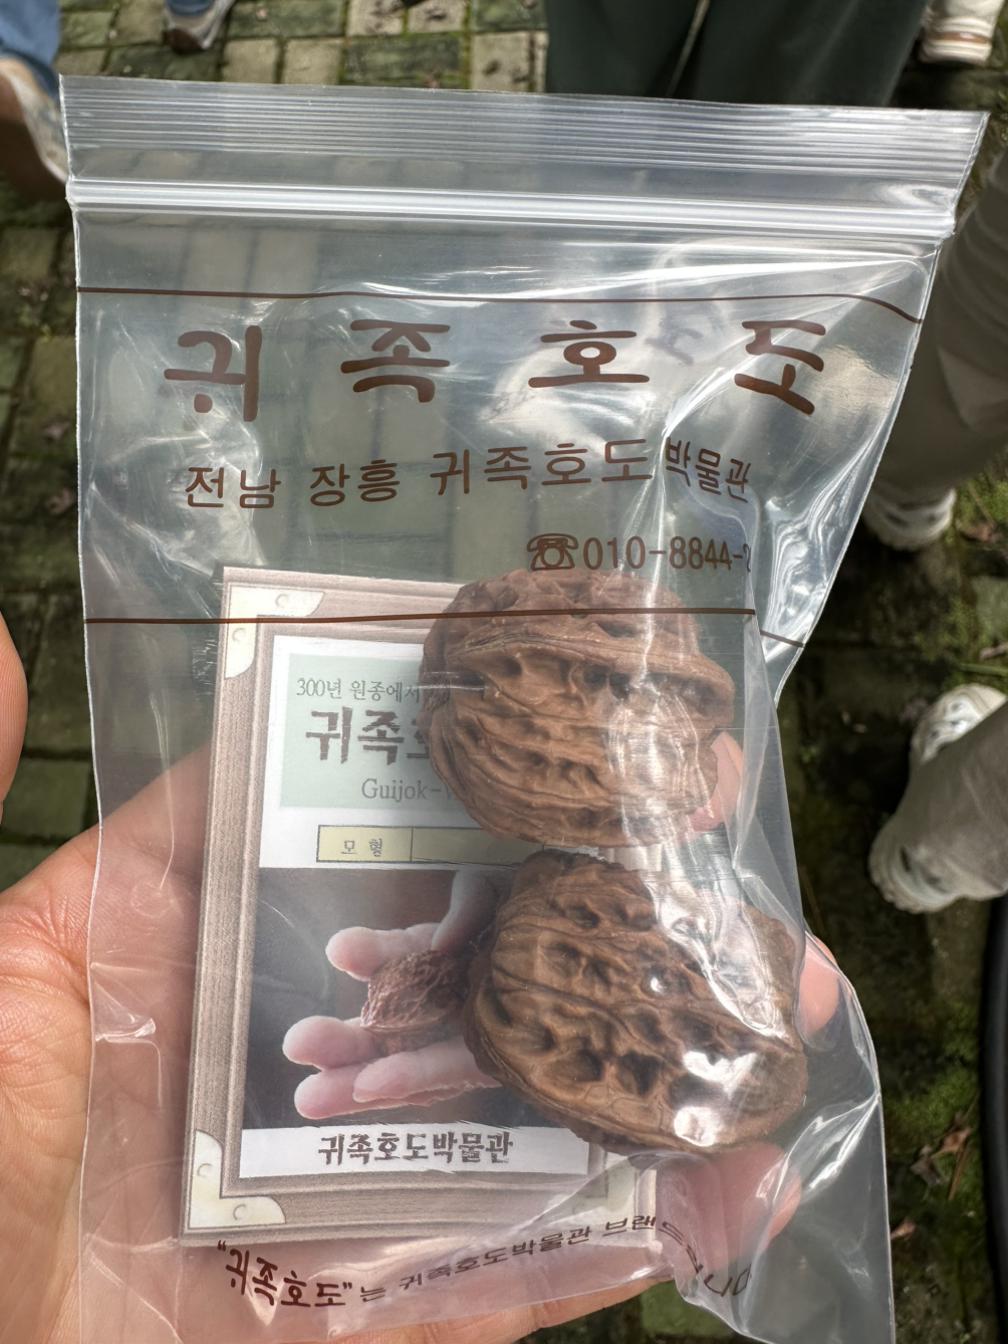 귀족호도
전남 장흥 귀족호도박물관
☎010-8844-2
300년 원종에서
귀족호
Guijok-
모형
귀족호도박물관
"귀족호도"는 귀족호도박물관 브랜드